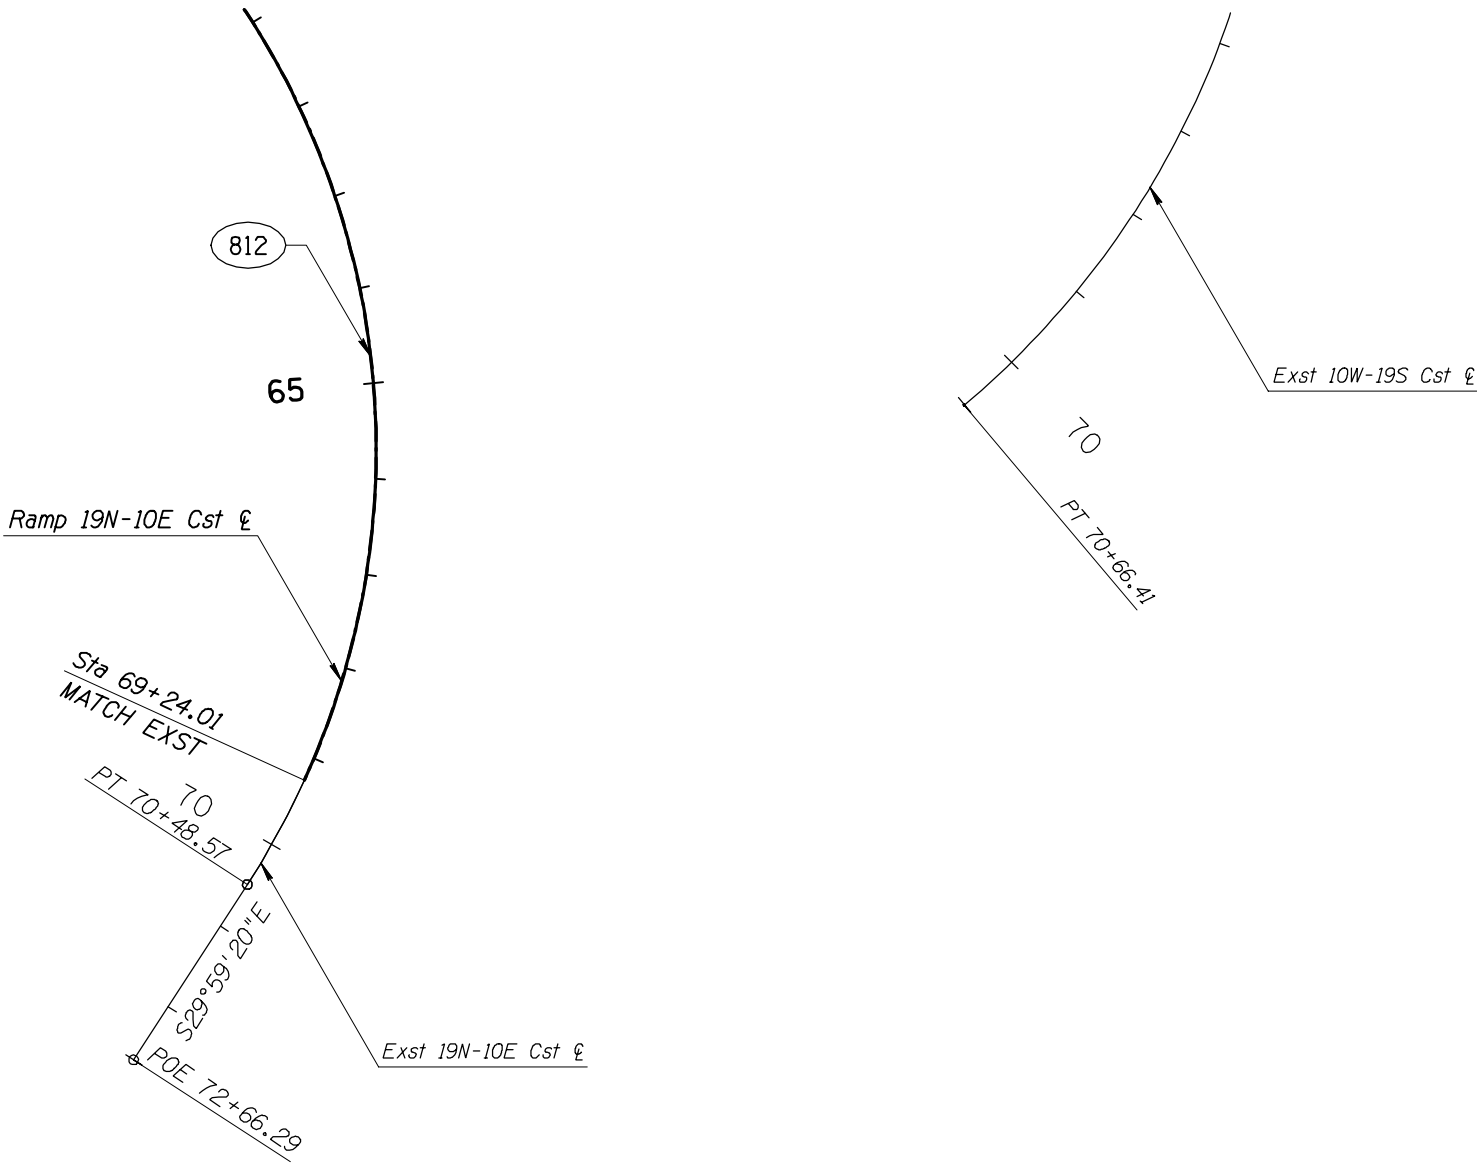 812
65
Exst 10W-19S Cst ℄
70
PT 70+66.41
Ramp 19N-10E Cst ℄
Sta 69+24.01
MATCH EXST
70
PT 70+48.57
S29°59'20"E
Exst 19N-10E Cst ℄
POE 72+66.29